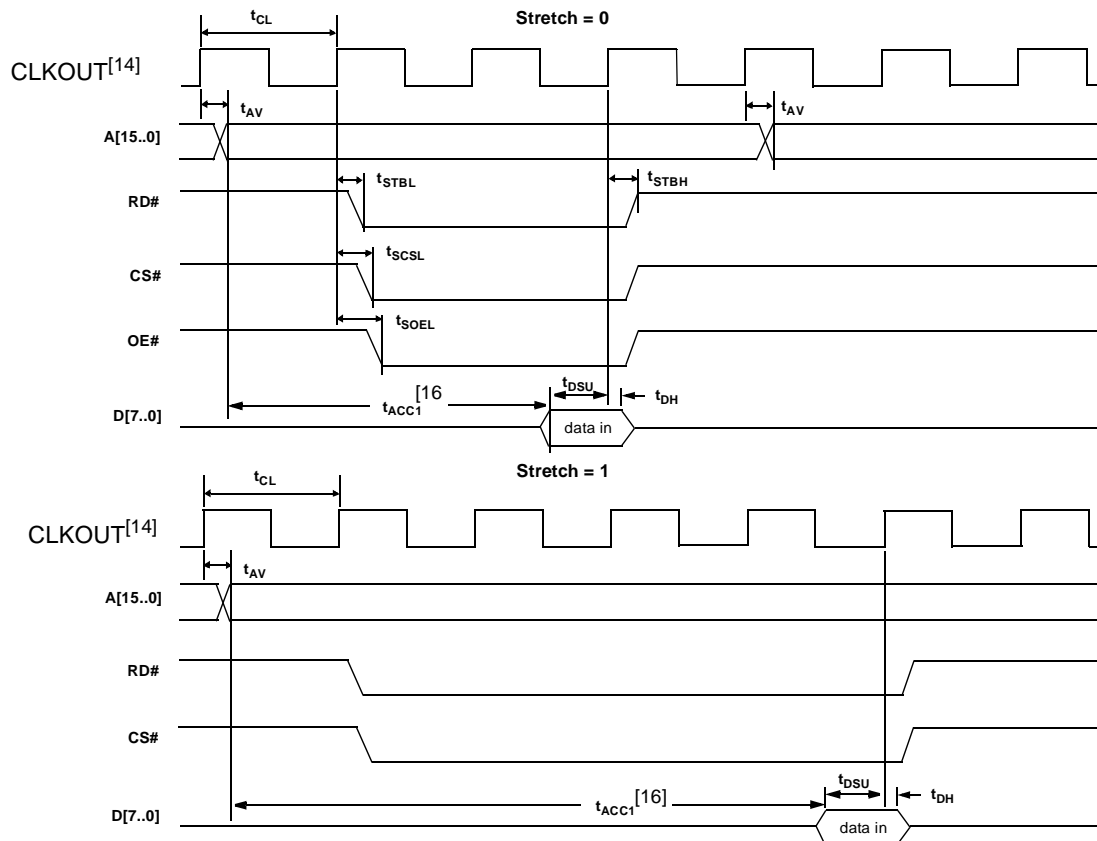 Stretch = 0
tCL
CLKOUT[14]
tAV
tAV
A[15..0]
tSTBL
tSTBH
RD#
tSCSL
CS#
tSOEL
OE#
tDSU
tACC1[16
tDH
D[7..0]
data in
Stretch = 1
tCL
CLKOUT[14]
tAV
A[15..0]
RD#
CS#
tDSU
tACC1[16]
tDH
D[7..0]
data in